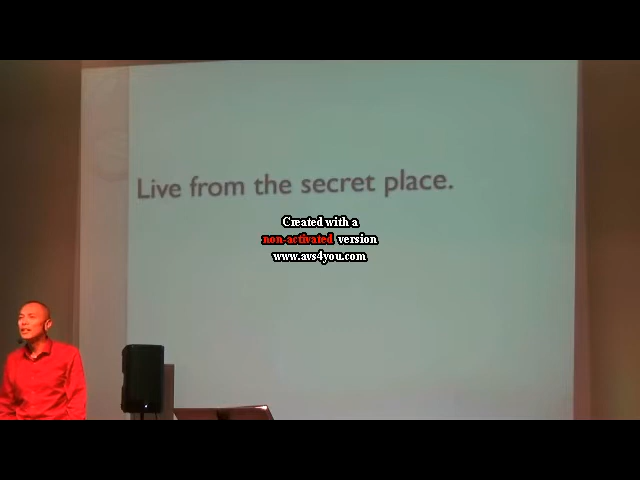 Live from the secret place.
Created with a
non-activated version
www.avs4you.com